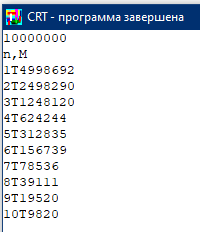 CRT - программа завершена
10000000
n,M
1T4998692
2T2498290
3T1248120
4T624244
5T312835
6T156739
7T78536
8T39111
9T19520
10T9820